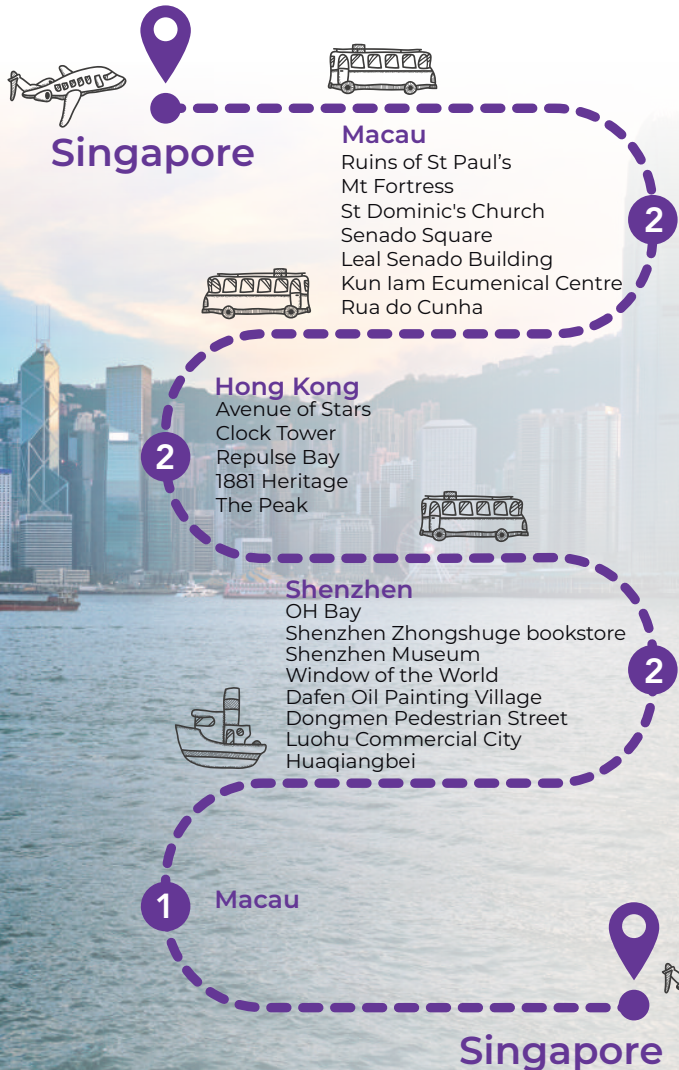 Singapore
Macau
Ruins of St Paul’s
Mt Fortress
St Dominic's Church
Senado Square
Leal Senado Building
Kun Iam Ecumenical Centre
Rua do Cunha
2
Hong Kong
Avenue of Stars
Clock Tower
Repulse Bay
1881 Heritage
The Peak
2
Shenzhen
OH Bay
Shenzhen Zhongshuge bookstore
Shenzhen Museum
Window of the World
Dafen Oil Painting Village
Dongmen Pedestrian Street
Luohu Commercial City
Huaqiangbei
2
1
Macau
Singapore